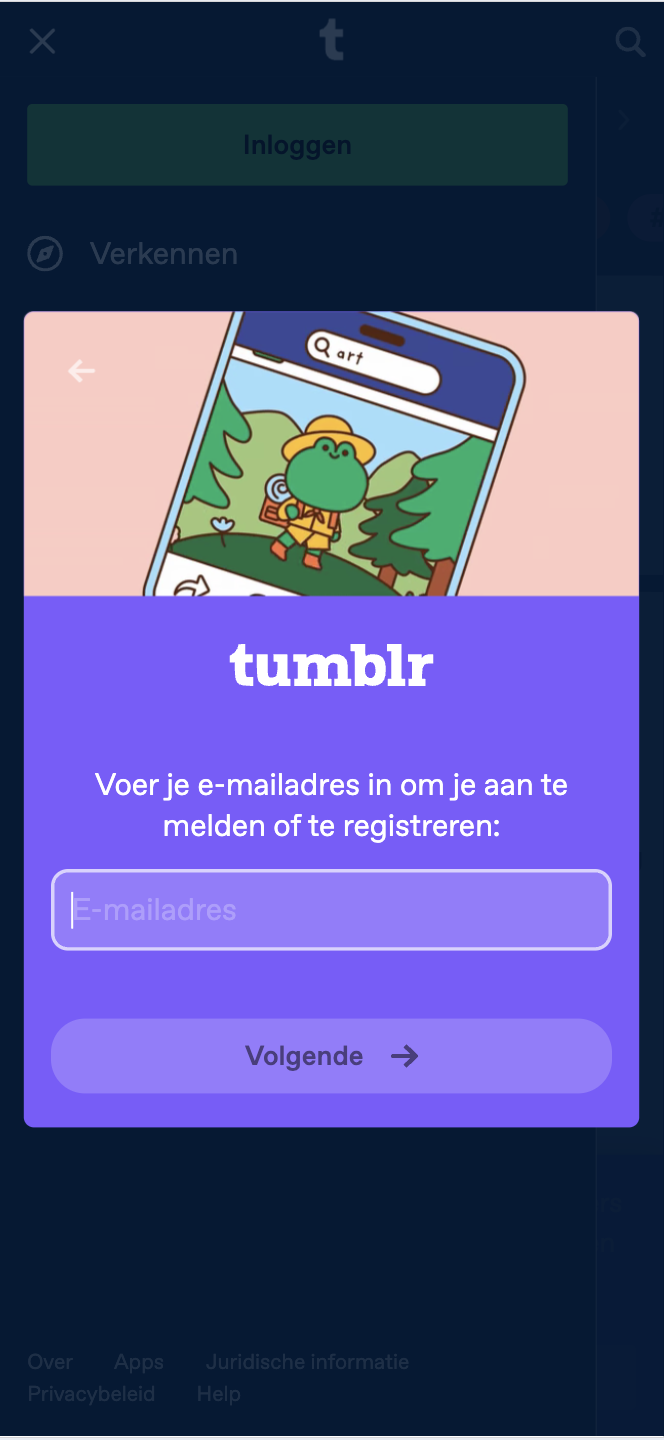 t
Inloggen
Verkennen
art
tumblr
Voer je e-mailadres in om je aan te
melden of te registreren:
E-mailadres
Volgende
Over Apps Juridische informatie
Privacybeleid Help